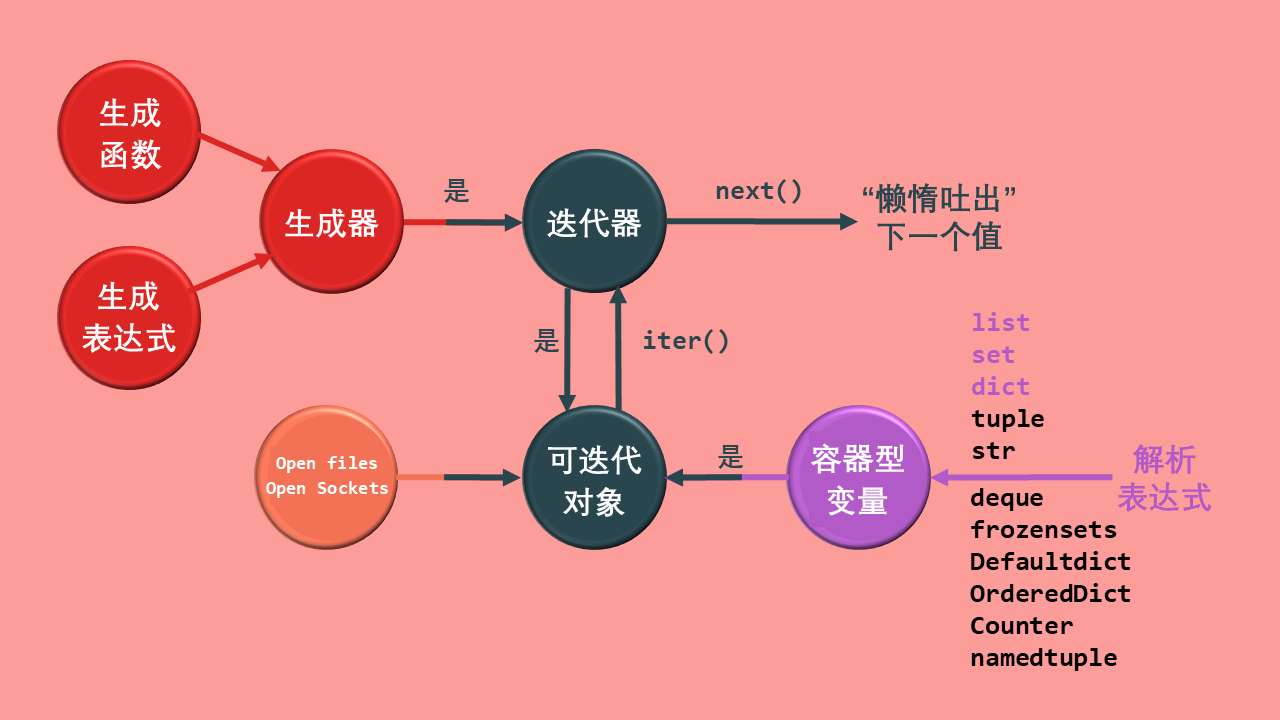 生成
函数
生成器
是
迭代器
next()
“懒惰吐出”
下一个值
生成
表达式
是
iter()
Open files
Open Sockets
可迭代
对象
是
容器型
变量
list
set
dict
tuple
str
deque
frozensets
Defaultdict
OrderedDict
Counter
namedtuple
解析
表达式